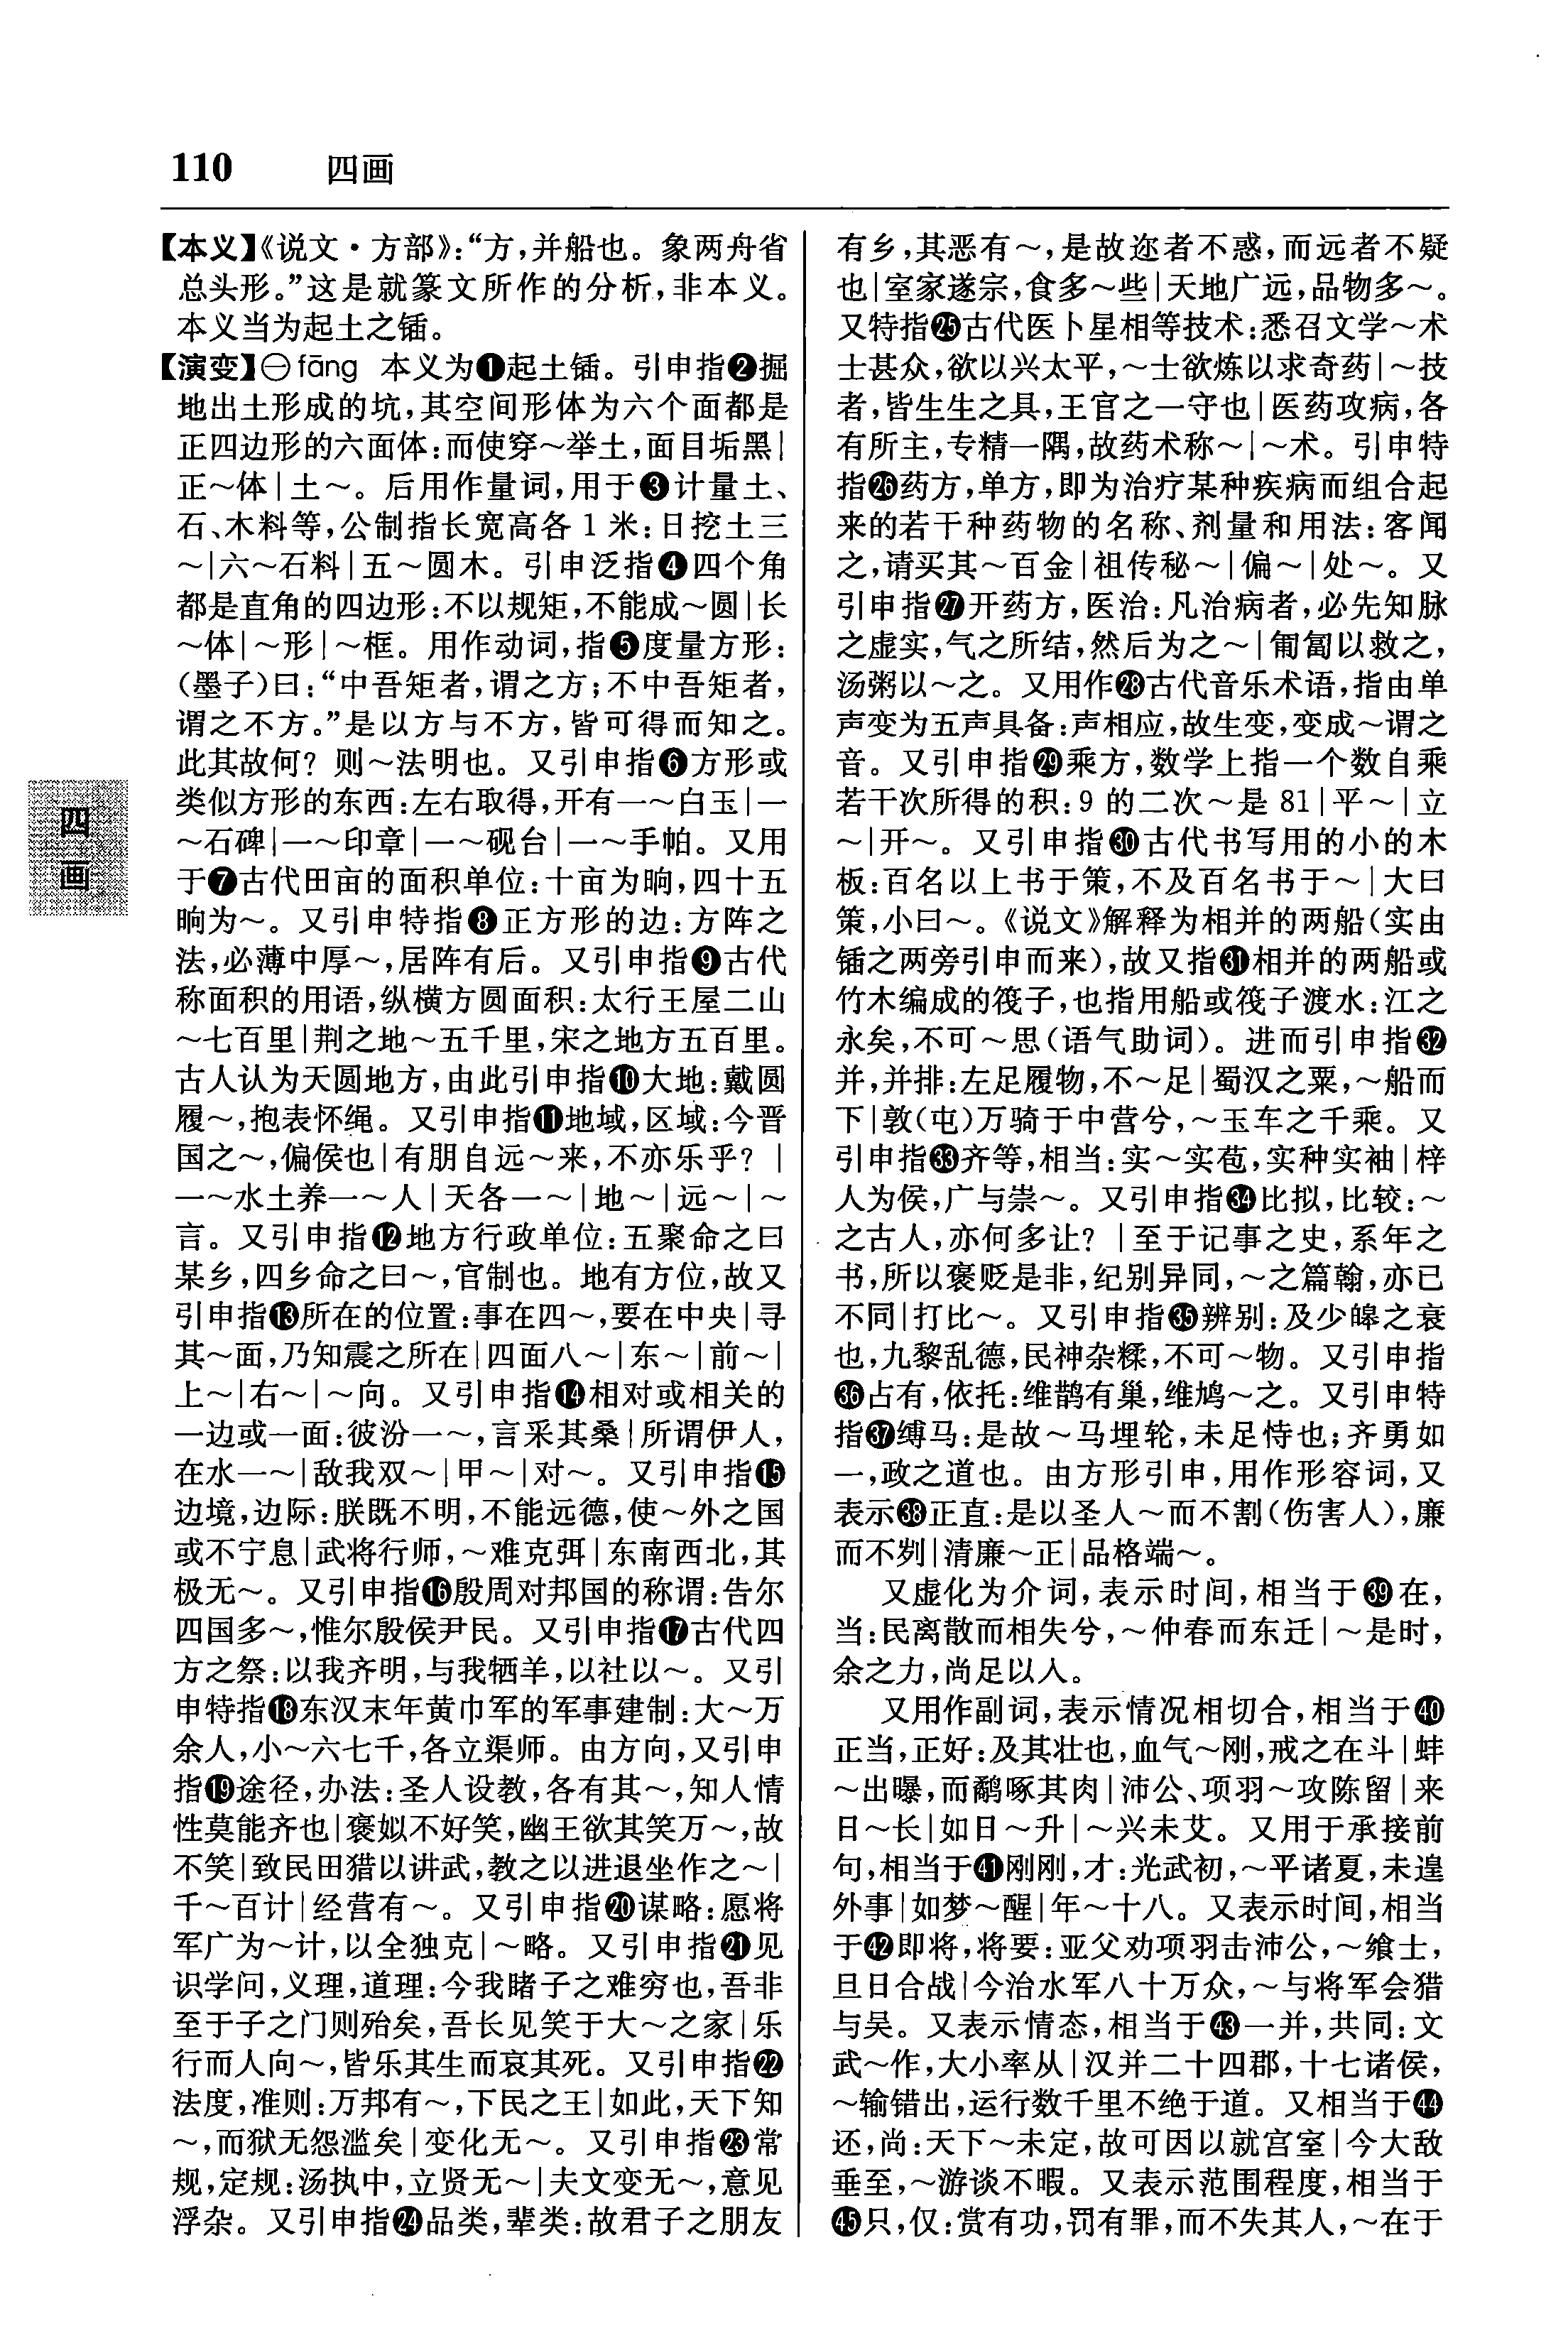 110 四画
【本义】《说文·方部》:“方,并船也。象两舟省
总头形。”这是就篆文所作的分析,非本义。
本义当为起土之锸。
【演变】㊀fāng 本义为❶起土锸。引申指❷掘
地出土形成的坑,其空间形体为六个面都是
正四边形的六面体:而使穿～举土,面目垢黑|
正～体|土～。后用作量词,用于❸计量土、
石、木料等,公制指长宽高各1米:日挖土三
～|六～石料|五～圆木。引申泛指❹四个角
都是直角的四边形:不以规矩,不能成～圆|长
～体|～形|～框。用作动词,指❺度量方形:
(墨子)曰:“中吾矩者,谓之方;不中吾矩者,
谓之不方。”是以方与不方,皆可得而知之。
此其故何?则～法明也。又引申指❻方形或
类似方形的东西:左右取得,开有一～白玉|一
～石碑|一～印章|一～砚台|一～手帕。又用
于❼古代田亩的面积单位:十亩为晌,四十五
晌为～。又引申特指❽正方形的边:方阵之
法,必薄中厚～,居阵有后。又引申指❾古代
称面积的用语,纵横方圆面积:太行王屋二山
～七百里|荆之地～五千里,宋之地方五百里。
古人认为天圆地方,由此引申指❿大地:戴圆
履～,抱表怀绳。又引申指⓫地域,区域:今晋
国之～,偏侯也|有朋自远～来,不亦乐乎?|
一～水土养一～人|天各一～|地～|远～|～
言。又引申指⓬地方行政单位:五聚命之曰
某乡,四乡命之曰～,官制也。地有方位,故又
引申指⓭所在的位置:事在四～,要在中央|寻
其～面,乃知震之所在|四面八～|东～|前～|
上～|右～|～向。又引申指⓮相对或相关的
一边或一面:彼汾一～,言采其桑|所谓伊人,
在水一～|敌我双～|甲～|对～。又引申指⓯
边境,边际:朕既不明,不能远德,使～外之国
或不宁息|武将行师,～难克弭|东南西北,其
极无～。又引申指⓰殷周对邦国的称谓:告尔
四国多～,惟尔殷侯尹民。又引申指⓱古代四
方之祭:以我齐明,与我牺羊,以社以～。又引
申特指⓲东汉末年黄巾军的军事建制:大～万
余人,小～六七千,各立渠师。由方向,又引申
指⓳途径,办法:圣人设教,各有其～,知人情
性莫能齐也|褒姒不好笑,幽王欲其笑万～,故
不笑|致民田猎以讲武,教之以进退坐作之～|
千～百计|经营有～。又引申指⓴谋略:愿将
军广为～计,以全独克|～略。又引申指㉑见
识学问,义理,道理:今我睹子之难穷也,吾非
至于子之门则殆矣,吾长见笑于大～之家|乐
行而人向～,皆乐其生而哀其死。又引申指㉒
法度,准则:万邦有～,下民之王|如此,天下知
～,而狱无怨滥矣|变化无～。又引申指㉓常
规,定规:汤执中,立贤无～|夫文变无～,意见
浮杂。又引申指㉔品类,辈类:故君子之朋友
有乡,其恶有～,是故迩者不惑,而远者不疑
也|室家遂宗,食多～些|天地广远,品物多～。
又特指㉕古代医卜星相等技术:悉召文学～术
士甚众,欲以兴太平,～士欲炼以求奇药|～技
者,皆生生之具,王官之一守也|医药攻病,各
有所主,专精一隅,故药术称～|～术。引申特
指㉖药方,单方,即为治疗某种疾病而组合起
来的若干种药物的名称、剂量和用法:客闻
之,请买其～百金|祖传秘～|偏～|处～。又
引申指㉗开药方,医治:凡治病者,必先知脉
之虚实,气之所结,然后为之～|匍匐以救之,
汤粥以～之。又用作㉘古代音乐术语,指由单
声变为五声具备:声相应,故生变,变成～谓之
音。又引申指㉙乘方,数学上指一个数自乘
若干次所得的积:9的二次～是81|平～|立
～|开～。又引申指㉚古代书写用的小的木
板:百名以上书于策,不及百名书于～|大曰
策,小曰～。《说文》解释为相并的两船(实由
锸之两旁引申而来),故又指㉛相并的两船或
竹木编成的筏子,也指用船或筏子渡水:江之
永矣,不可～思(语气助词)。进而引申指㉜
并,并排:左足履物,不～足|蜀汉之粟,～船而
下|敦(屯)万骑于中营兮,～玉车之千乘。又
引申指㉝齐等,相当:实～实苞,实种实袖|梓
人为侯,广与崇～。又引申指㉞比拟,比较:～
之古人,亦何多让?|至于记事之史,系年之
书,所以褒贬是非,纪别异同,～之篇翰,亦已
不同|打比～。又引申指㉟辨别:及少皞之衰
也,九黎乱德,民神杂糅,不可～物。又引申指
㊱占有,依托:维鹊有巢,维鸠～之。又引申特
指㊲缚马:是故～马埋轮,未足恃也;齐勇如
一,政之道也。由方形引申,用作形容词,又
表示㊳正直:是以圣人～而不割(伤害人),廉
而不刿|清廉～正|品格端～。
又虚化为介词,表示时间,相当于㊴在,
当:民离散而相失兮,～仲春而东迁|～是时,
余之力,尚足以人。
又用作副词,表示情况相切合,相当于㊵
正当,正好:及其壮也,血气～刚,戒之在斗|蚌
～出曝,而鹬啄其肉|沛公、项羽～攻陈留|来
日～长|如日～升|～兴未艾。又用于承接前
句,相当于㊶刚刚,才:光武初,～平诸夏,未遑
外事|如梦～醒|年～十八。又表示时间,相当
于㊷即将,将要:亚父劝项羽击沛公,～飨士,
旦日合战|今治水军八十万众,～与将军会猎
与吴。又表示情态,相当于㊸一并,共同:文
武～作,大小率从|汉并二十四郡,十七诸侯,
～输错出,运行数千里不绝于道。又相当于㊹
还,尚:天下～未定,故可因以就宫室|今大敌
垂至,～游谈不暇。又表示范围程度,相当于
㊺只,仅:赏有功,罚有罪,而不失其人,～在于
四
画